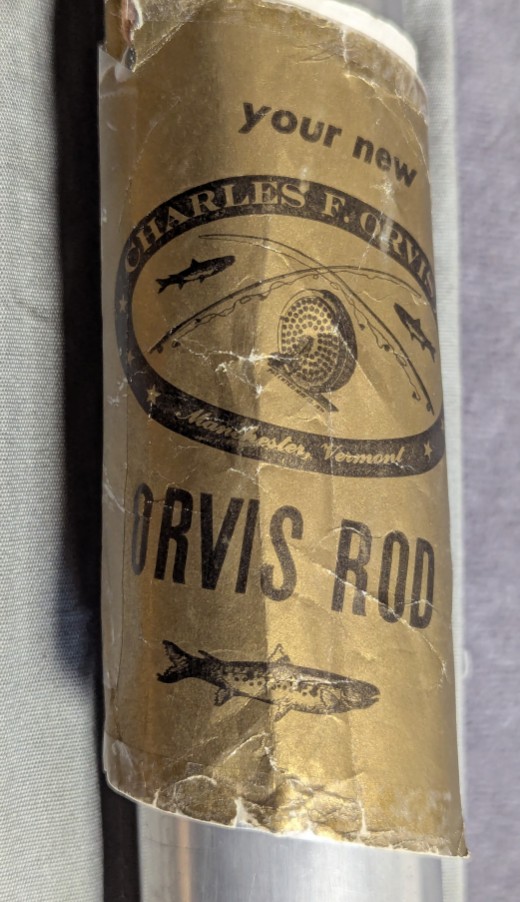 your new
CHARLES F. ORVIS
Manchester, Vermont
ORVIS ROD